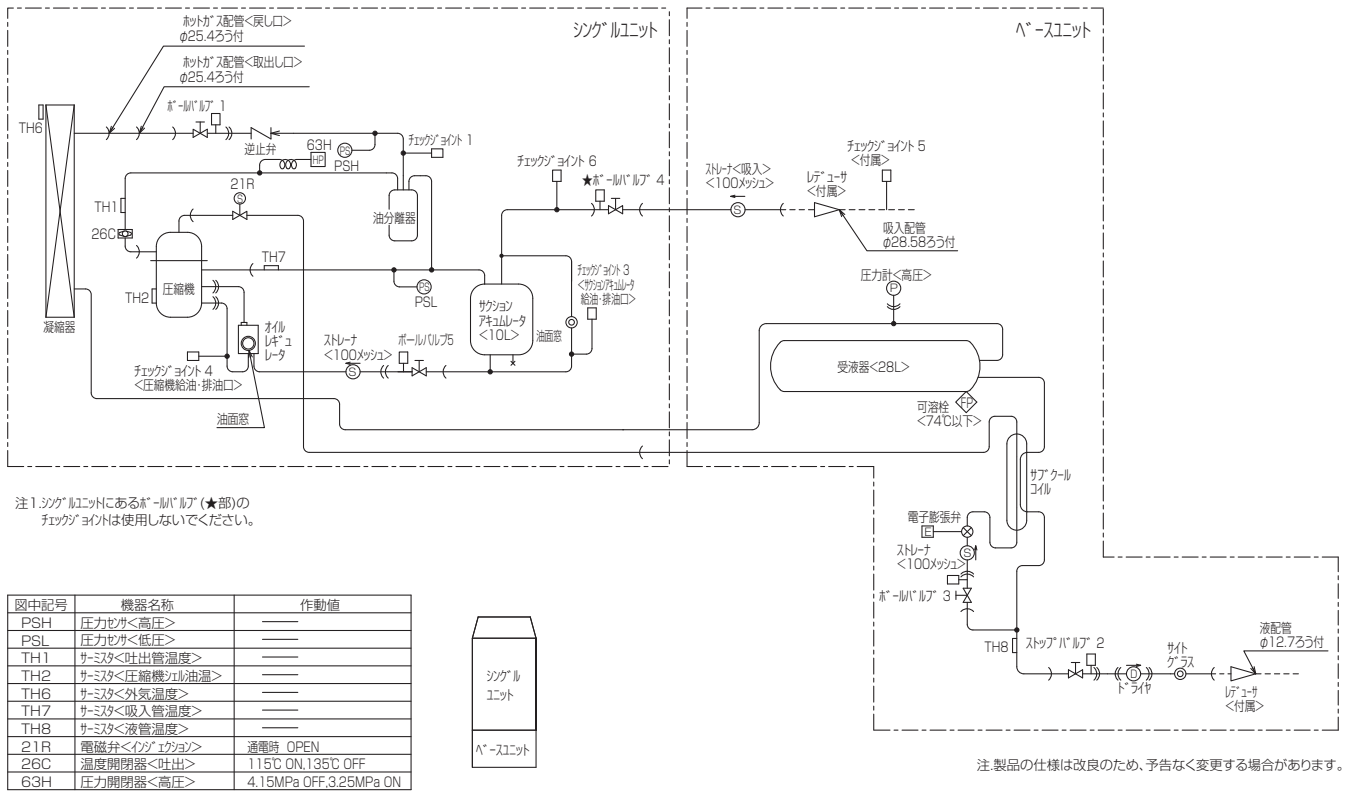 シングルユニット
ベースユニット
ホットガス配管<戻し口>
φ25.4ろう付
ホットガス配管<取出し口>
φ25.4ろう付
ボールバルブ 1
TH6
逆止弁
63H
HP
PS
PSH
チェックジョイント 1
21R
S
TH1
26C
油分離器
圧縮機
TH2
TH7
PS
PSL
凝縮器
オイル
レギュ
レータ
チェックジョイント 4
<圧縮機給油・排油口>
油面窓
ストレーナ
<100メッシュ>
S
ボールバルブ5
サクション
アキュムレータ
<10L>
油面窓
チェックジョイント 3
<サクションアキュムレータ
給油・排油口>
チェックジョイント 6
★ボールバルブ 4
ストレーナ<吸入>
<100メッシュ>
S
レデューサ
<付属>
チェックジョイント 5
<付属>
吸入配管
φ28.58ろう付
圧力計<高圧>
P
受液器<28L>
可溶栓
<74℃以下>
FP
サブクール
コイル
電子膨張弁
E
ストレーナ
<100メッシュ>
S
ボールバルブ 3
TH8
ストップバルブ 2
D
ドライヤ
サイト
グラス
液配管
φ12.7ろう付
レデューサ
<付属>
注1.シングルユニットにあるボールバルブ(★部)の
チェックジョイントは使用しないでください。
図中記号 機器名称 作動値
PSH 圧力センサ<高圧> ――
PSL 圧力センサ<低圧> ――
TH1 サーミスタ<吐出管温度> ――
TH2 サーミスタ<圧縮機シェル油温> ――
TH6 サーミスタ<外気温度> ――
TH7 サーミスタ<吸入管温度> ――
TH8 サーミスタ<液管温度> ――
21R 電磁弁<インジェクション> 通電時 OPEN
26C 温度開閉器<吐出> 115℃ ON,135℃ OFF
63H 圧力開閉器<高圧> 4.15MPa OFF,3.25MPa ON
シングル
ユニット
ベースユニット
注.製品の仕様は改良のため、予告なく変更する場合があります。